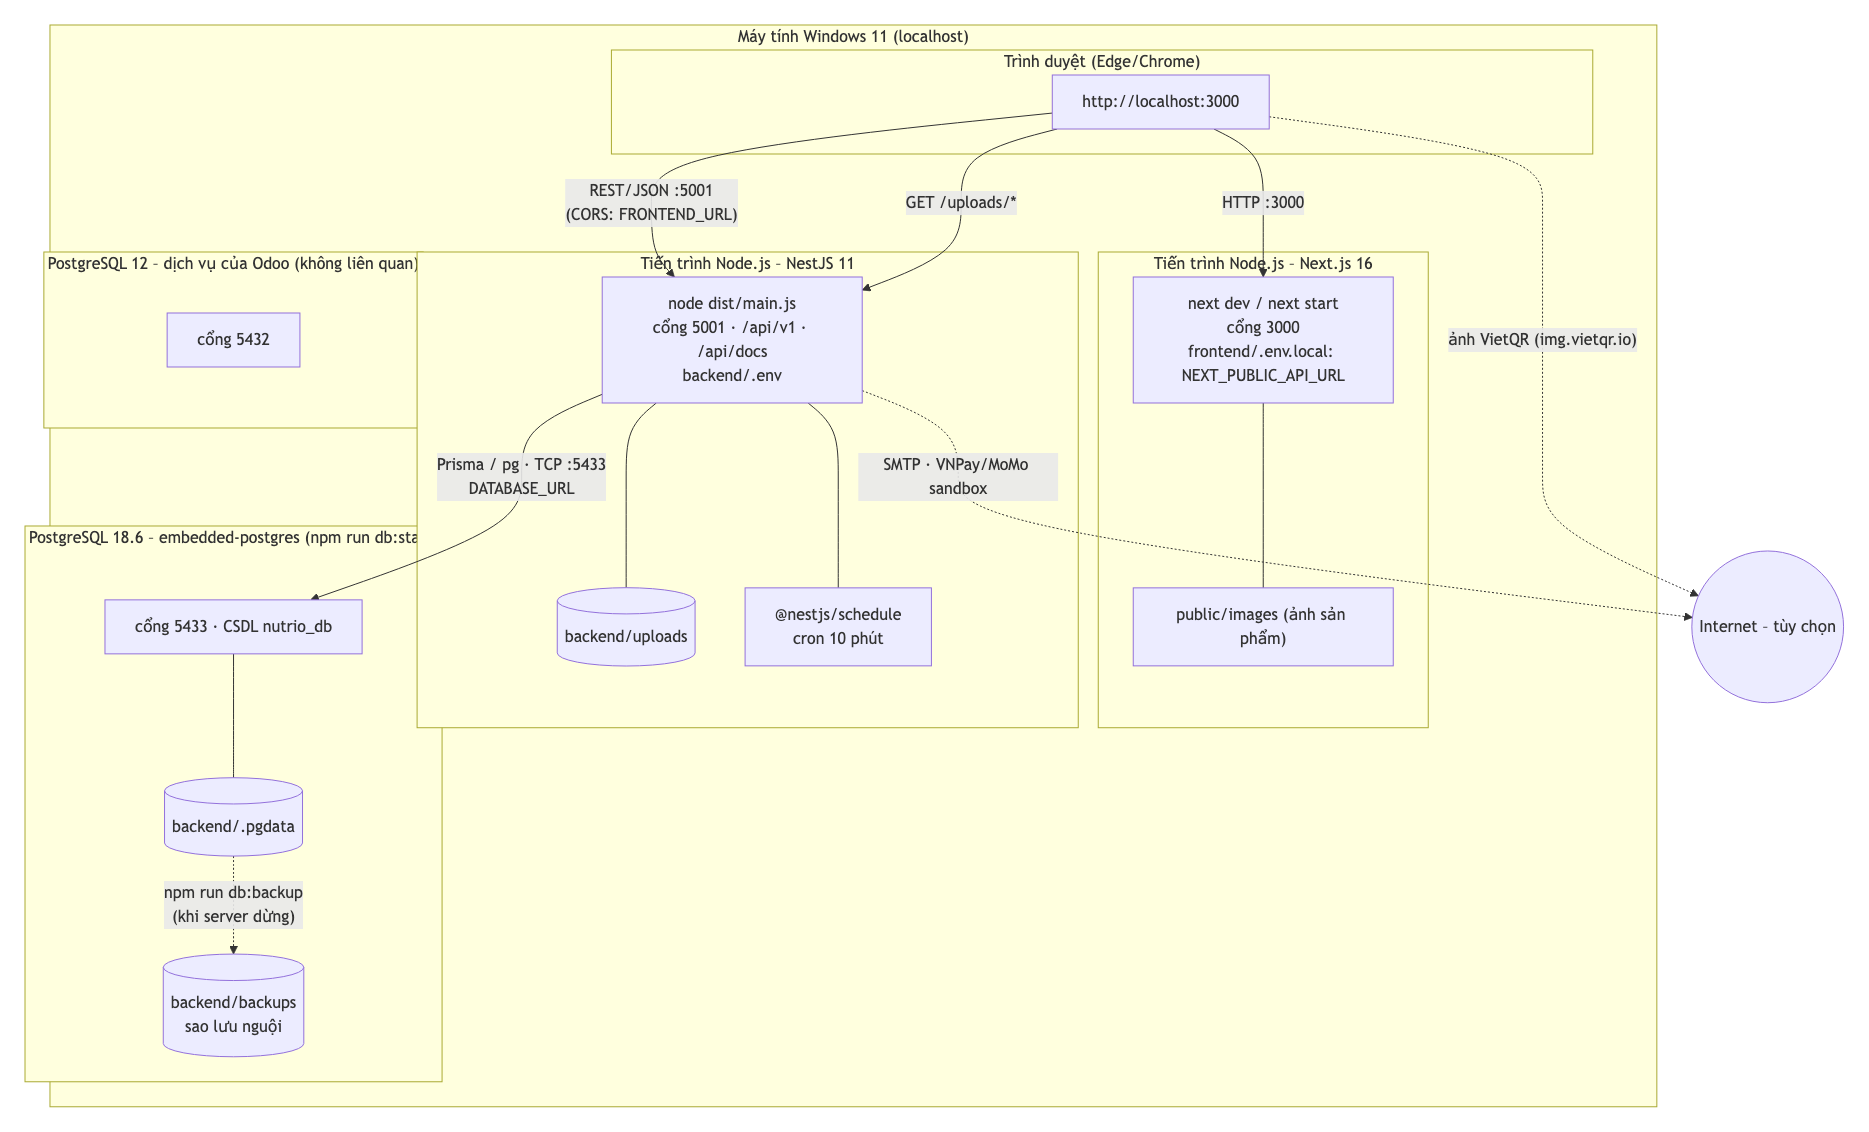 Máy tính Windows 11 (localhost)
Trình duyệt (Edge/Chrome)
http://localhost:3000
REST/JSON :5001
(CORS: FRONTEND_URL)
GET /uploads/*
HTTP :3000
PostgreSQL 12 – dịch vụ của Odoo (không liên quan)
cổng 5432
Tiến trình Node.js – NestJS 11
node dist/main.js
cổng 5001 · /api/v1 ·
/api/docs
backend/.env
Tiến trình Node.js – Next.js 16
next dev / next start
cổng 3000
frontend/.env.local:
NEXT_PUBLIC_API_URL
ảnh VietQR (img.vietqr.io)
Prisma / pg · TCP :5433
DATABASE_URL
SMTP · VNPay/MoMo
sandbox
PostgreSQL 18.6 – embedded-postgres (npm run db:sta
cổng 5433 · CSDL nutrio_db
backend/uploads
@nestjs/schedule
cron 10 phút
public/images (ảnh sản
phẩm)
Internet – tùy chọn
backend/.pgdata
npm run db:backup
(khi server dừng)
backend/backups
sao lưu nguội